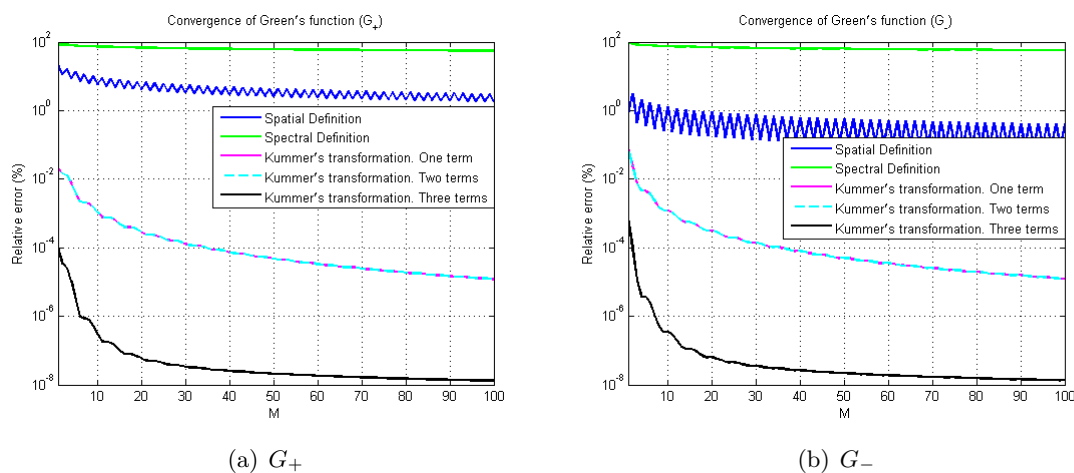 Convergence of Green's function (G+)
10^2
10^0
10^-2
10^-4
10^-6
10^-8
Relative error (%)
Spatial Definition
Spectral Definition
Kummer's transformation. One term
Kummer's transformation. Two terms
Kummer's transformation. Three terms
10 20 30 40 50 60 70 80 90 100
M
(a) G+
Convergence of Green's function (G-)
10^2
10^0
10^-2
10^-4
10^-6
10^-8
Relative error (%)
Spatial Definition
Spectral Definition
Kummer's transformation. One term
Kummer's transformation. Two terms
Kummer's transformation. Three terms
10 20 30 40 50 60 70 80 90 100
M
(b) G−